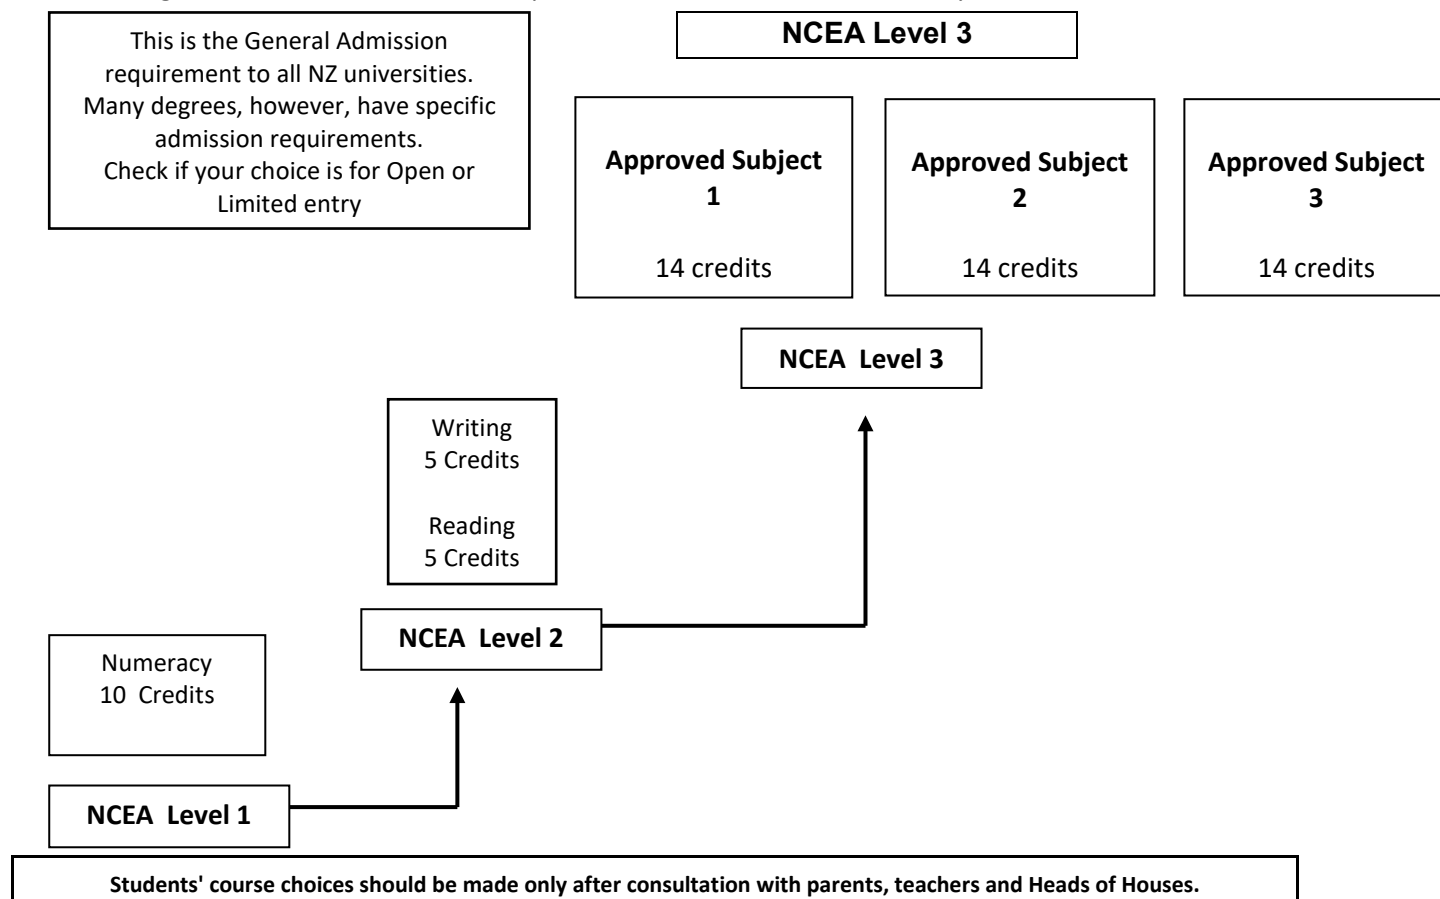 This is the General Admission
requirement to all NZ universities.
Many degrees, however, have specific
admission requirements.
Check if your choice is for Open or
Limited entry
NCEA Level 3
Approved Subject
1
14 credits
Approved Subject
2
14 credits
Approved Subject
3
14 credits
NCEA Level 3
Writing
5 Credits
Reading
5 Credits
NCEA Level 2
Numeracy
10 Credits
NCEA Level 1
Students' course choices should be made only after consultation with parents, teachers and Heads of Houses.